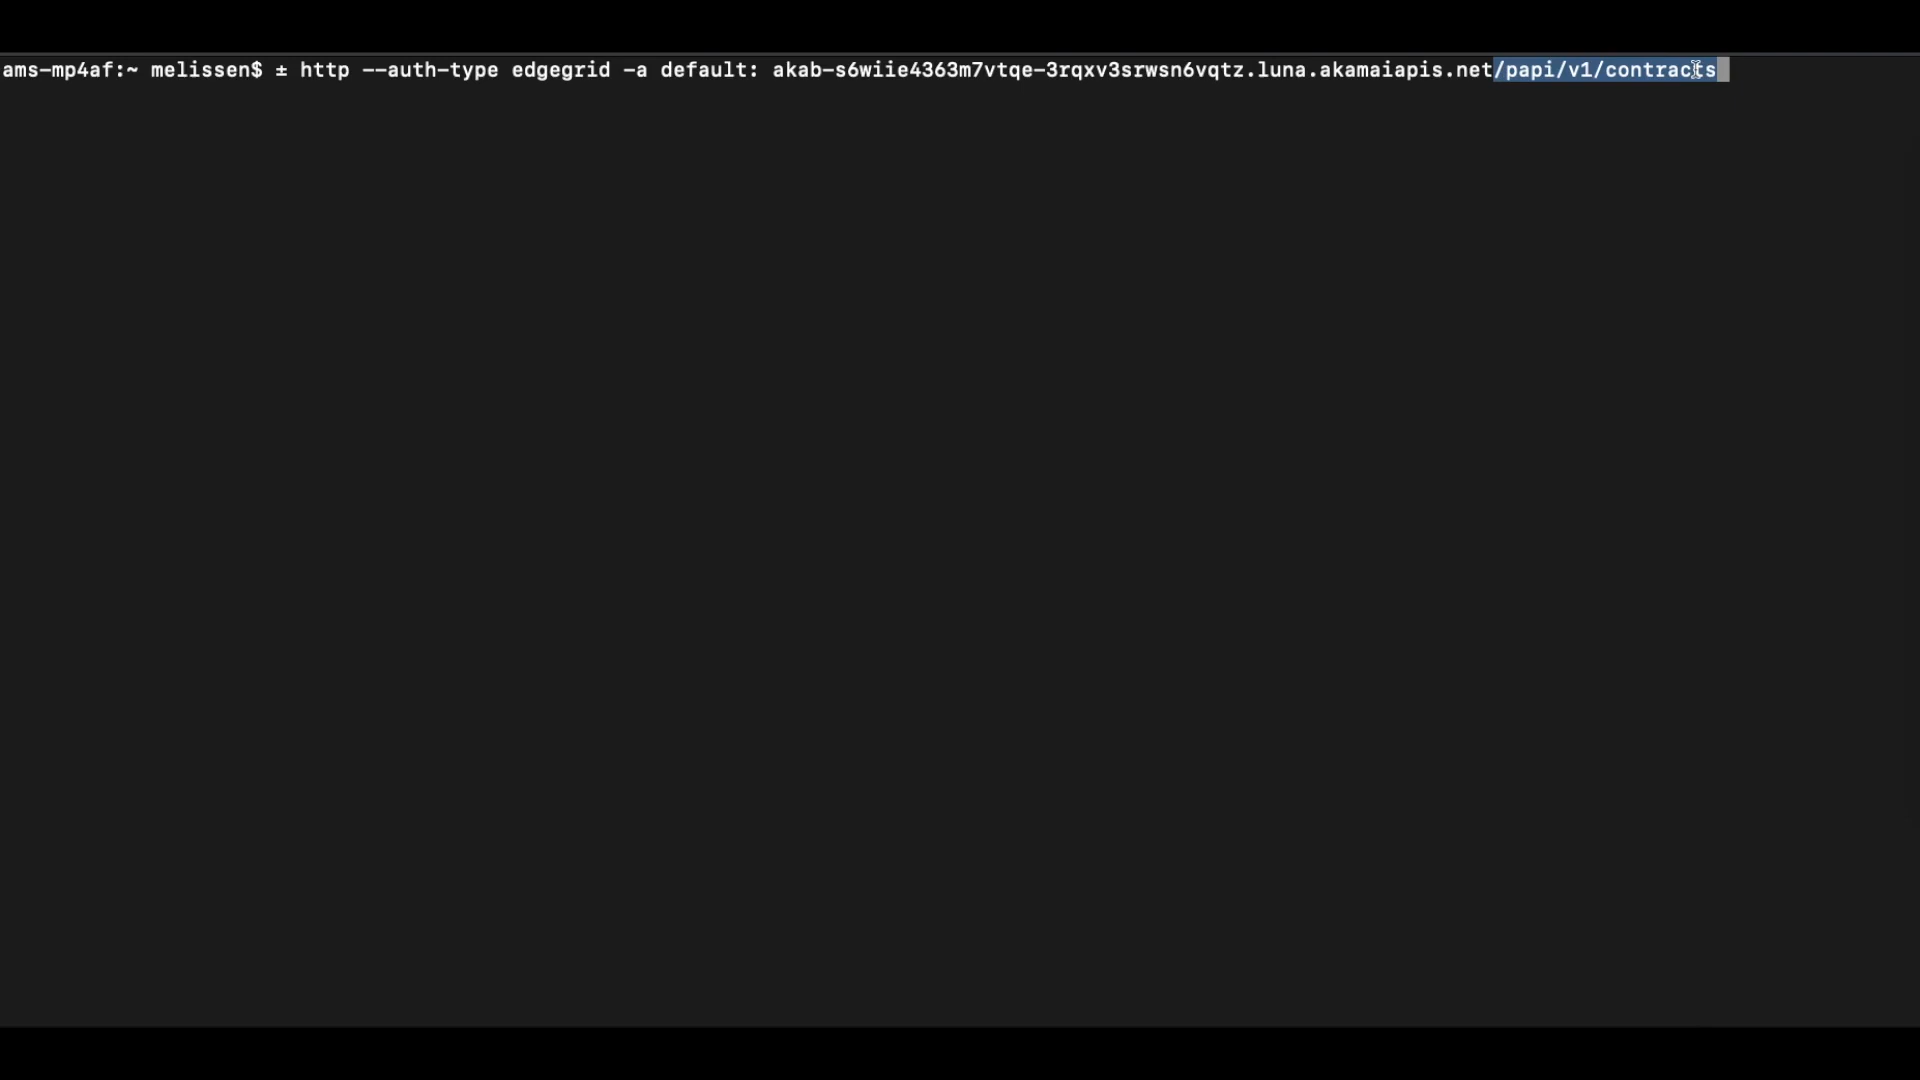 ams-mp4af:~ melissen$ ± http --auth-type edgegrid -a default: akab-s6wiie4363m7vtqe-3rqxv3srwsn6vqtz.luna.akamaiapis.net/papi/v1/contracts